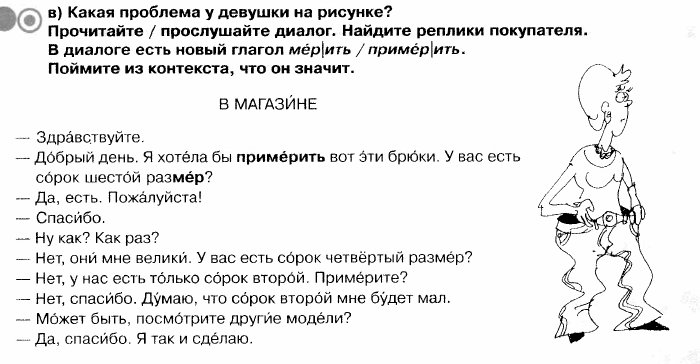 в) Какая проблема у девушки на рисунке?
Прочитайте / прослушайте диалог. Найдите реплики покупателя.
В диалоге есть новый глагол ме́р|ить / приме́р|ить.
Поймите из контекста, что он значит.
В МАГАЗИ́НЕ
— Здра́вствуйте.
— До́брый день. Я хоте́ла бы приме́рить вот э́ти брю́ки. У вас есть
со́рок шесто́й разме́р?
— Да, есть. Пожа́луйста!
— Спаси́бо.
— Ну как? Как раз?
— Нет, они́ мне велики́. У вас есть со́рок четвёртый разме́р?
— Нет, у нас есть то́лько со́рок второ́й. Приме́рите?
— Нет, спаси́бо. Ду́маю, что со́рок второ́й мне бу́дет мал.
— Мо́жет быть, посмо́трите други́е моде́ли?
— Да, спаси́бо. Я так и сде́лаю.